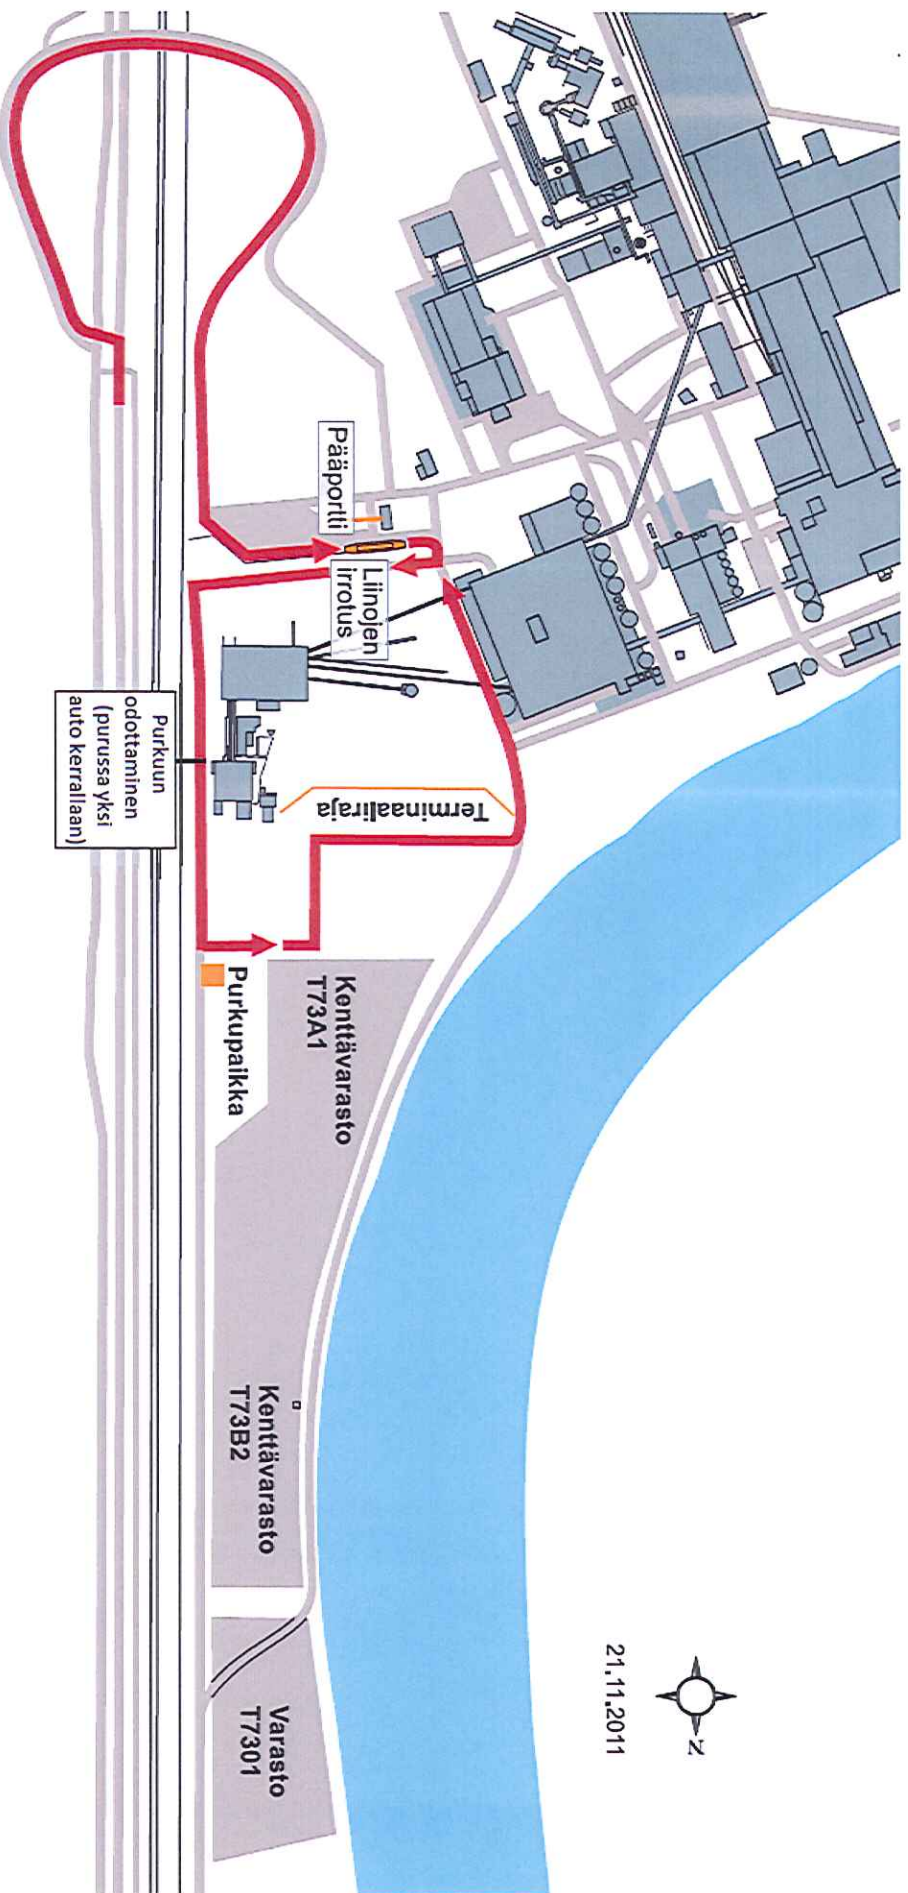 Pääportti
Liinojen
irrotus
Terminaaliraja
Purkuun
odottaminen
(purussa yksi
auto kerrallaan)
Purkupaikka
Kenttävarasto
T73A1
Kenttävarasto
T73B2
Varasto
T7301
N
21.11.2011